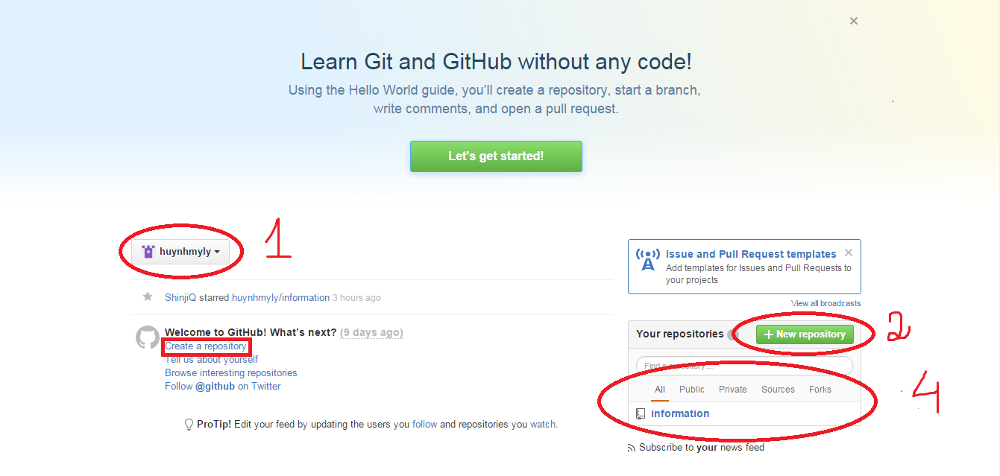 Learn Git and GitHub without any code!
Using the Hello World guide, you’ll create a repository, start a branch,
write comments, and open a pull request.
Let's get started!
huynhmyly
1
ShinjiQ starred huynhmyly/information 3 hours ago
Welcome to GitHub! What’s next? (9 days ago)
Create a repository
Tell us about yourself
Browse interesting repositories
Follow @github on Twitter
ProTip! Edit your feed by updating the users you follow and repositories you watch.
Issue and Pull Request templates
Add templates for Issues and Pull Requests to
your projects
View all broadcasts
Your repositories
New repository
2
Find a repository…
All Public Private Sources Forks
information
4
Subscribe to your news feed